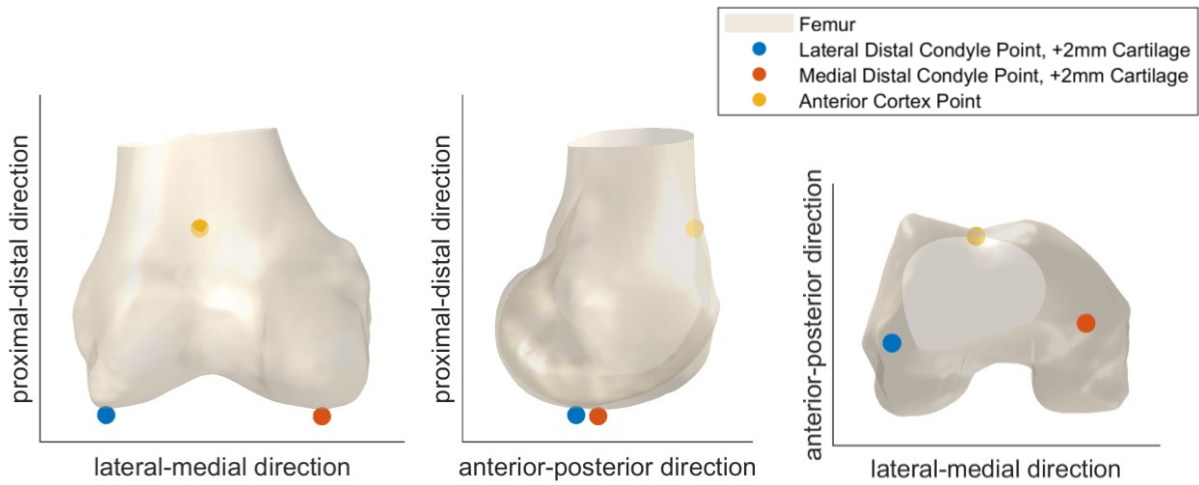 Femur
Lateral Distal Condyle Point, +2mm Cartilage
Medial Distal Condyle Point, +2mm Cartilage
Anterior Cortex Point
proximal-distal direction
lateral-medial direction
proximal-distal direction
anterior-posterior direction
anterior-posterior direction
lateral-medial direction